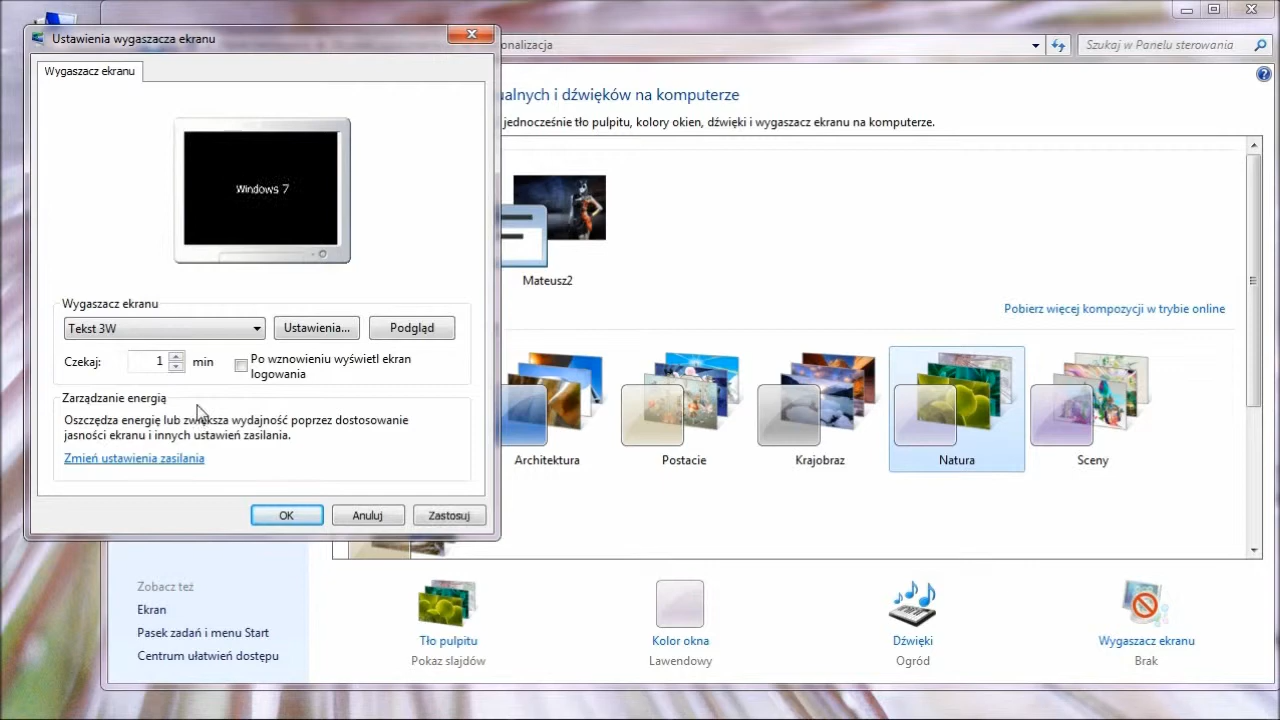 Ustawienia wygaszacza ekranu
Wygaszacz ekranu
Windows 7
Wygaszacz ekranu
Tekst 3W
Ustawienia...
Podgląd
Czekaj:
1
min
Po wznowieniu wyświetl ekran
logowania
Zarządzanie energią
Oszczędza energię lub zwiększa wydajność poprzez dostosowanie
jasności ekranu i innych ustawień zasilania.
Zmień ustawienia zasilania
OK
Anuluj
Zastosuj
onalizacja
Szukaj w Panelu sterowania
ualnych i dźwięków na komputerze
jednocześnie tło pulpitu, kolory okien, dźwięki i wygaszacz ekranu na komputerze.
Mateusz2
Pobierz więcej kompozycji w trybie online
Architektura
Postacie
Krajobraz
Natura
Sceny
Zobacz też
Ekran
Pasek zadań i menu Start
Centrum ułatwień dostępu
Tło pulpitu
Pokaz slajdów
Kolor okna
Lawendowy
Dźwięki
Ogród
Wygaszacz ekranu
Brak